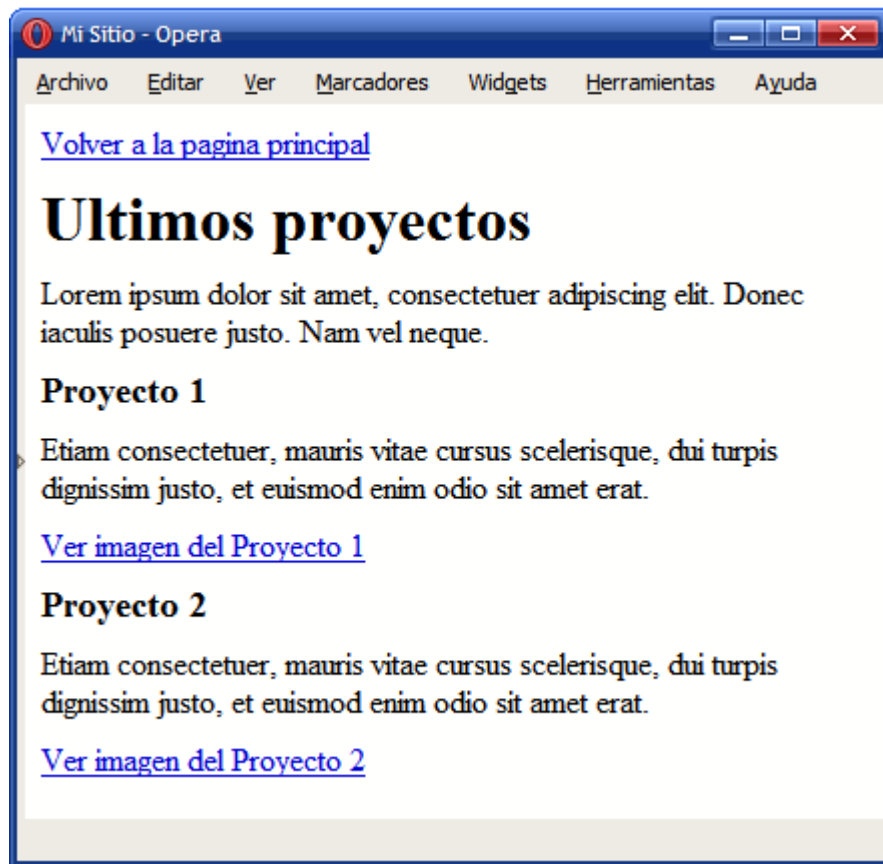 Mi Sitio - Opera
Archivo Editar Ver Marcadores Widgets Herramientas Ayuda
Volver a la pagina principal
Ultimos proyectos
Lorem ipsum dolor sit amet, consectetuer adipiscing elit. Donec
iaculis posuere justo. Nam vel neque.
Proyecto 1
Etiam consectetuer, mauris vitae cursus scelerisque, dui turpis
dignissim justo, et euismod enim odio sit amet erat.
Ver imagen del Proyecto 1
Proyecto 2
Etiam consectetuer, mauris vitae cursus scelerisque, dui turpis
dignissim justo, et euismod enim odio sit amet erat.
Ver imagen del Proyecto 2